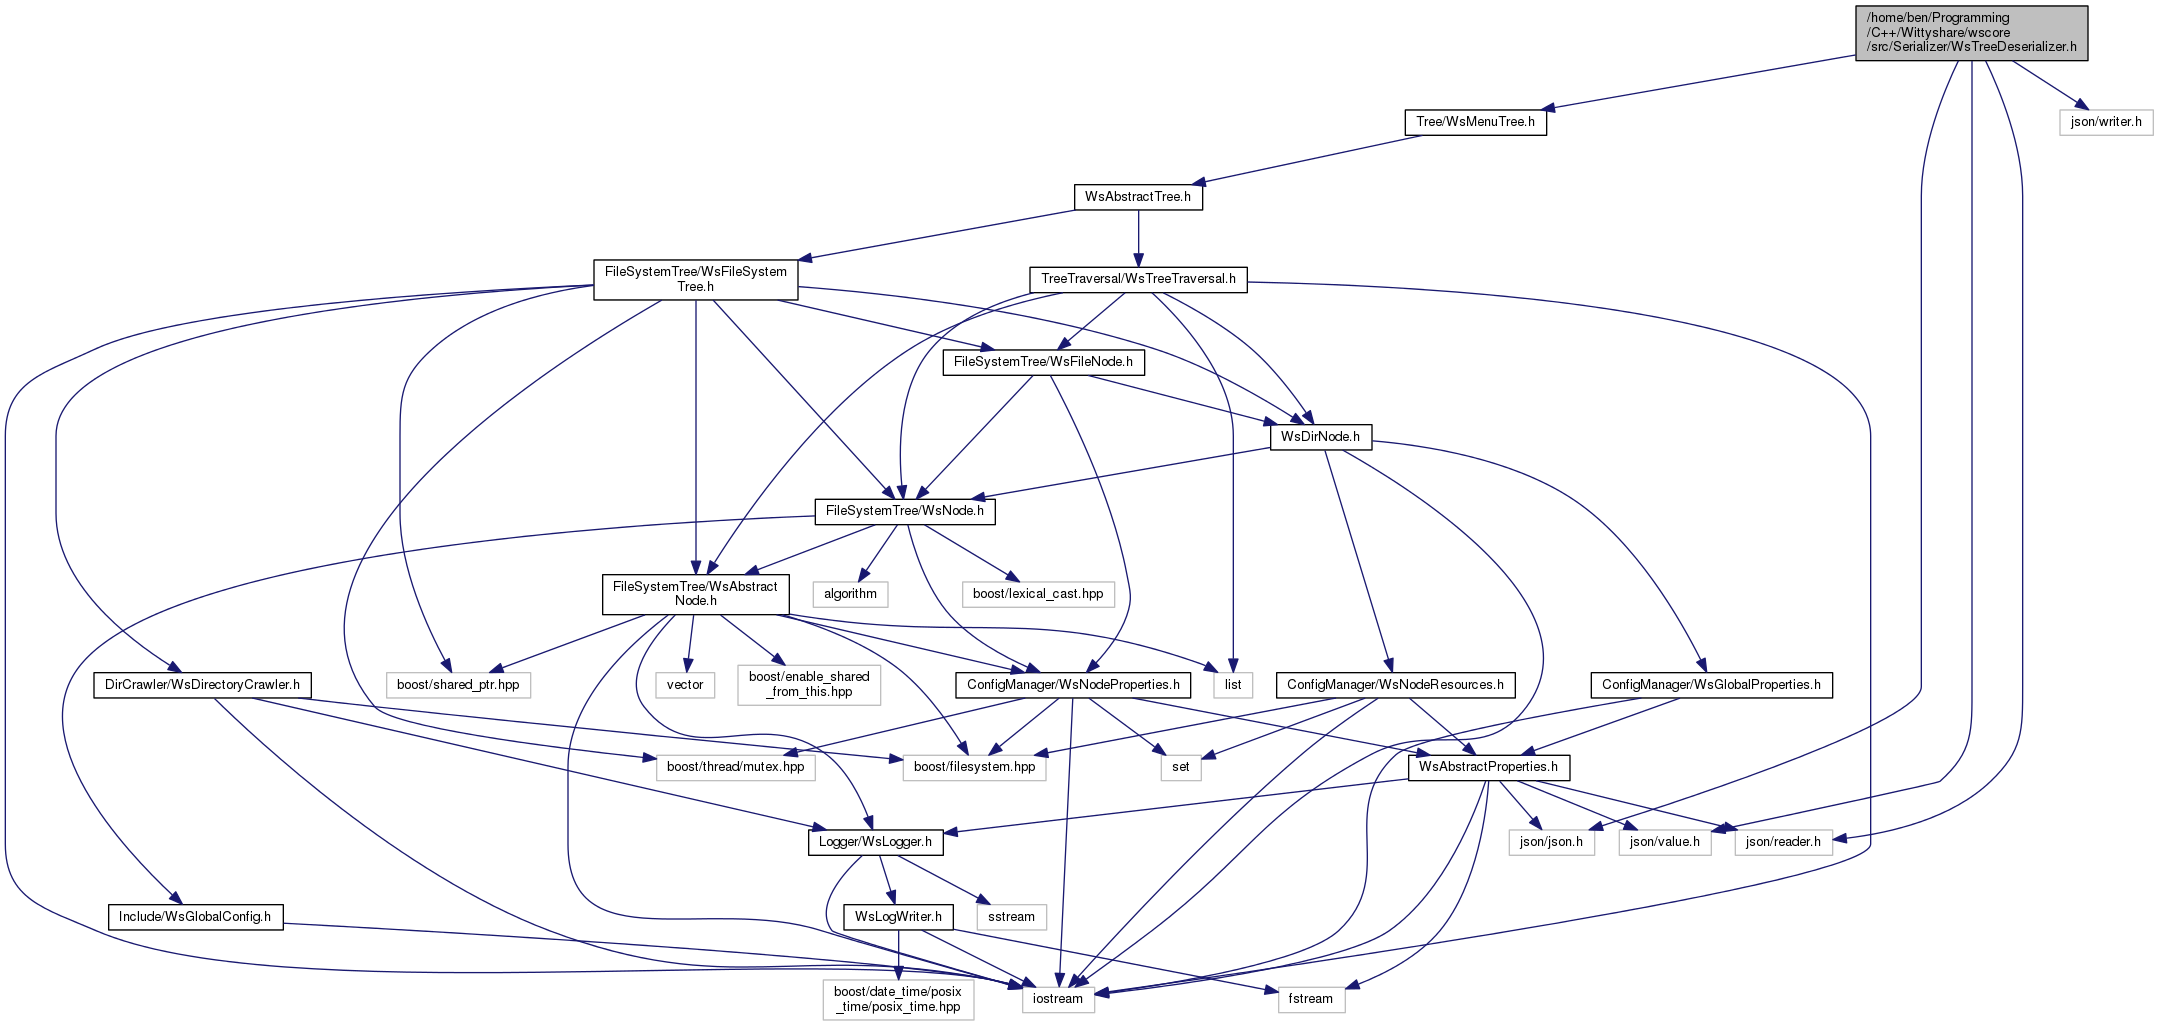 /home/ben/Programming
/C++/Wittyshare/wscore
/src/Serializer/WsTreeDeserializer.h
Tree/WsMenuTree.h
json/writer.h
WsAbstractTree.h
FileSystemTree/WsFileSystem
Tree.h
TreeTraversal/WsTreeTraversal.h
FileSystemTree/WsFileNode.h
WsDirNode.h
FileSystemTree/WsNode.h
FileSystemTree/WsAbstract
Node.h
algorithm
boost/lexical_cast.hpp
DirCrawler/WsDirectoryCrawler.h
boost/shared_ptr.hpp
vector
boost/enable_shared
_from_this.hpp
ConfigManager/WsNodeProperties.h
list
ConfigManager/WsNodeResources.h
ConfigManager/WsGlobalProperties.h
boost/thread/mutex.hpp
boost/filesystem.hpp
set
WsAbstractProperties.h
Logger/WsLogger.h
json/json.h
json/value.h
json/reader.h
Include/WsGlobalConfig.h
WsLogWriter.h
sstream
boost/date_time/posix
_time/posix_time.hpp
iostream
fstream